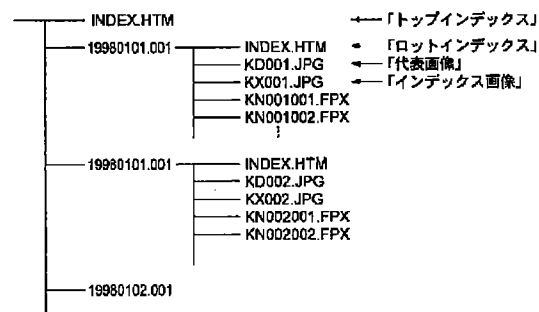 INDEX.HTM 「トップインデックス」
19980101.001 INDEX.HTM 「ロットインデックス」
KD001.JPG 「代表画像」
KX001.JPG 「インデックス画像」
KN001001.FPX
KN001002.FPX
19980101.001 INDEX.HTM
KD002.JPG
KX002.JPG
KN002001.FPX
KN002002.FPX
19980102.001